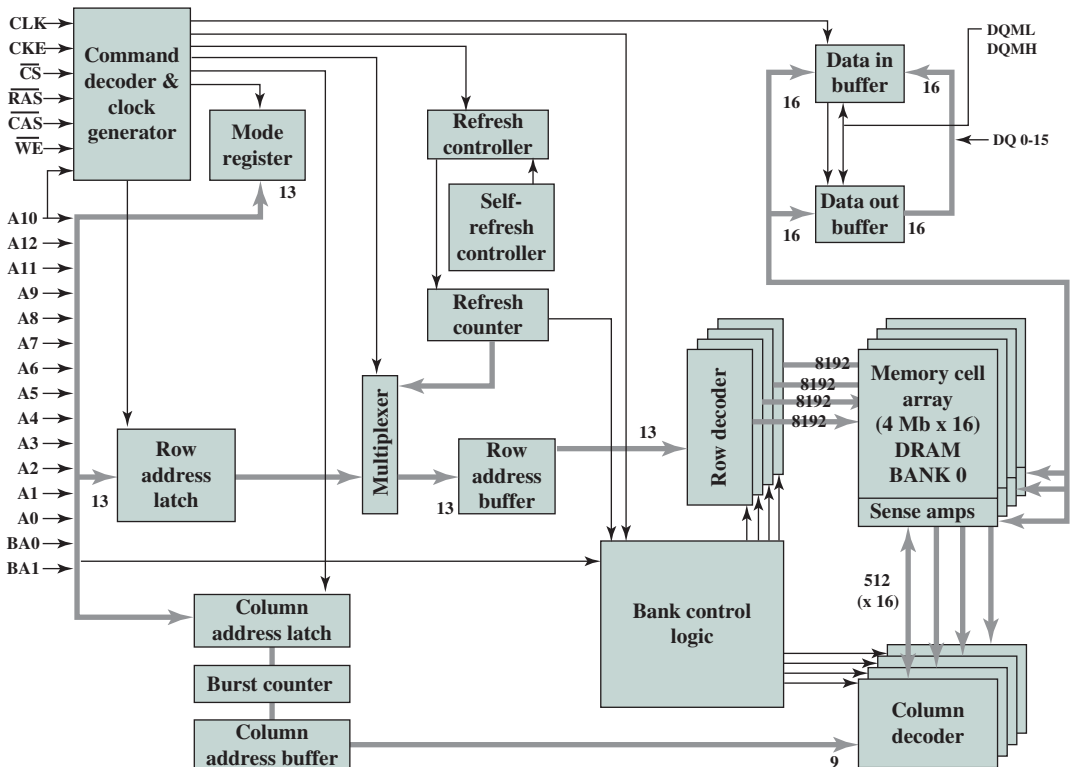 CLK
CKE
CS
RAS
CAS
WE
A10
A12
A11
A9
A8
A7
A6
A5
A4
A3
A2
A1
A0
BA0
BA1
Command
decoder &
clock
generator
Mode
register
13
Refresh
controller
Self-
refresh
controller
Refresh
counter
Data in
buffer
16
16
DQML
DQMH
DQ 0-15
Data out
buffer
16
16
Row
address
latch
13
Multiplexer
Row
address
buffer
13
13
Row decoder
8192
8192
8192
8192
Memory cell
array
(4 Mb x 16)
DRAM
BANK 0
Sense amps
512
(x 16)
Bank control
logic
Column
address latch
Burst counter
Column
address buffer
9
Column
decoder